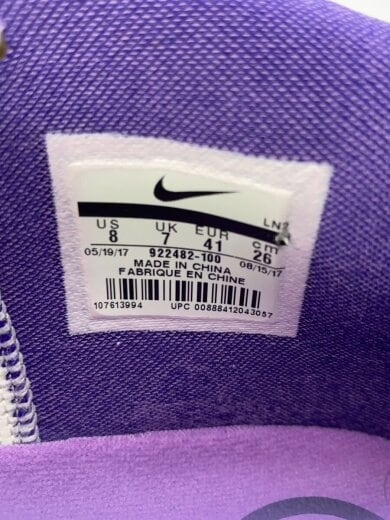 LN3
US UK EUR cm
8 7 41 26
05/19/17 922482-100 08/15/17
MADE IN CHINA
FABRIQUE EN CHINE
107613994 UPC 00888412043057